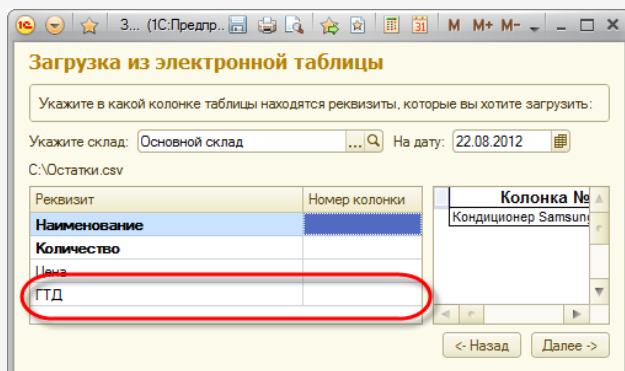 З... (1С:Предпр..
31
M M+ M-
Загрузка из электронной таблицы
Укажите в какой колонке таблицы находятся реквизиты, которые вы хотите загрузить:
Укажите склад: Основной склад ... На дату: 22.08.2012
C:\Остатки.csv
Реквизит Номер колонки
Наименование
Количество
Цена
ГТД
Колонка №
Кондиционер Samsung
<- Назад Далее ->